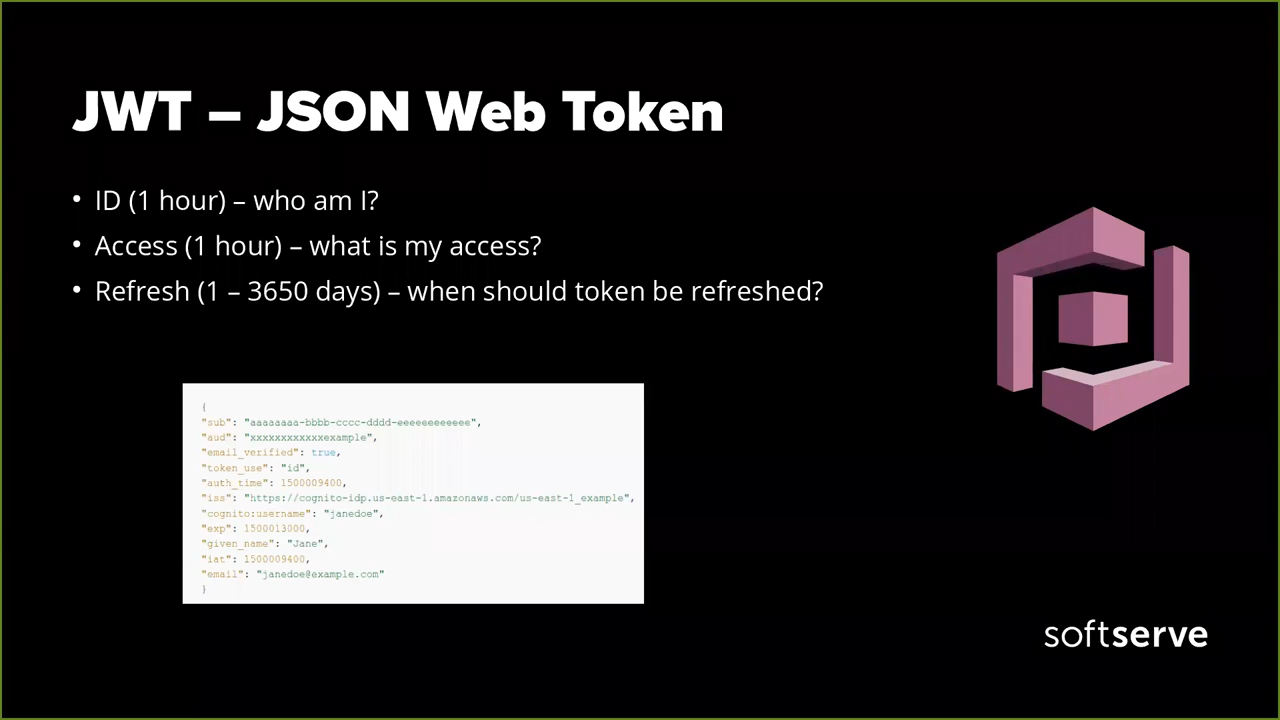 JWT – JSON Web Token
• ID (1 hour) – who am I?
• Access (1 hour) – what is my access?
• Refresh (1 – 3650 days) – when should token be refreshed?
{
"sub": "aaaaaaaa-bbbb-cccc-dddd-eeeeeeeeeeee",
"aud": "xxxxxxxxxxxxexample",
"email_verified": true,
"token_use": "id",
"auth_time": 1500009400,
"iss": "https://cognito-idp.us-east-1.amazonaws.com/us-east-1_example",
"cognito:username": "janedoe",
"exp": 1500013000,
"given_name": "Jane",
"iat": 1500009400,
"email": "janedoe@example.com"
}
softserve